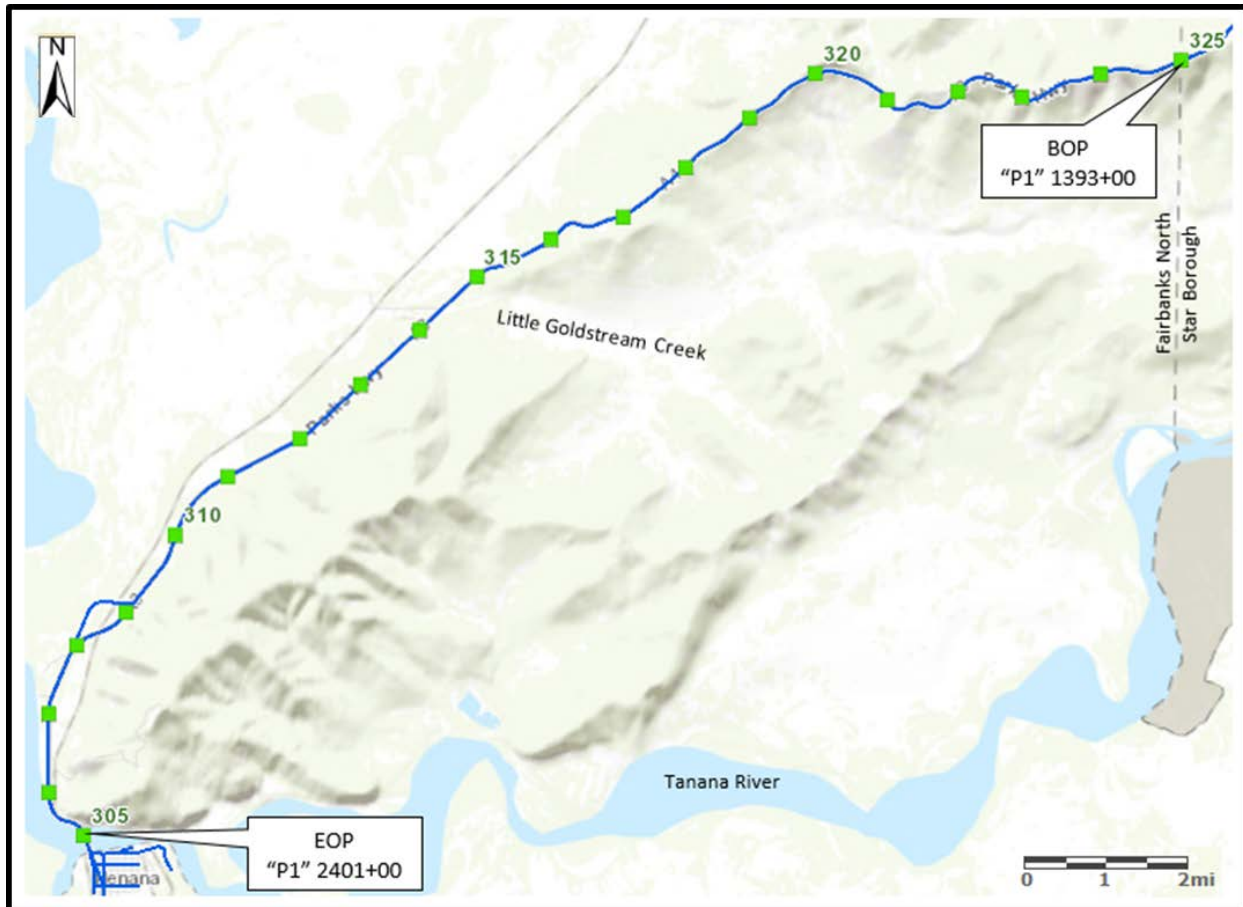 N
320
325
BOP
"P1" 1393+00
Fairbanks North
Star Borough
315
Little Goldstream Creek
Parks Hwy
310
Tanana River
305
EOP
"P1" 2401+00
0 1 2mi